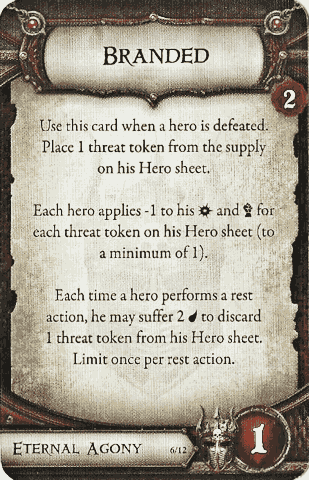 BRANDED
2
Use this card when a hero is defeated.
Place 1 threat token from the supply
on his Hero sheet.
Each hero applies -1 to his and for
each threat token on his Hero sheet (to
a minimum of 1).
Each time a hero performs a rest
action, he may suffer 2 to discard
1 threat token from his Hero sheet.
Limit once per rest action.
ETERNAL AGONY 6/12
1